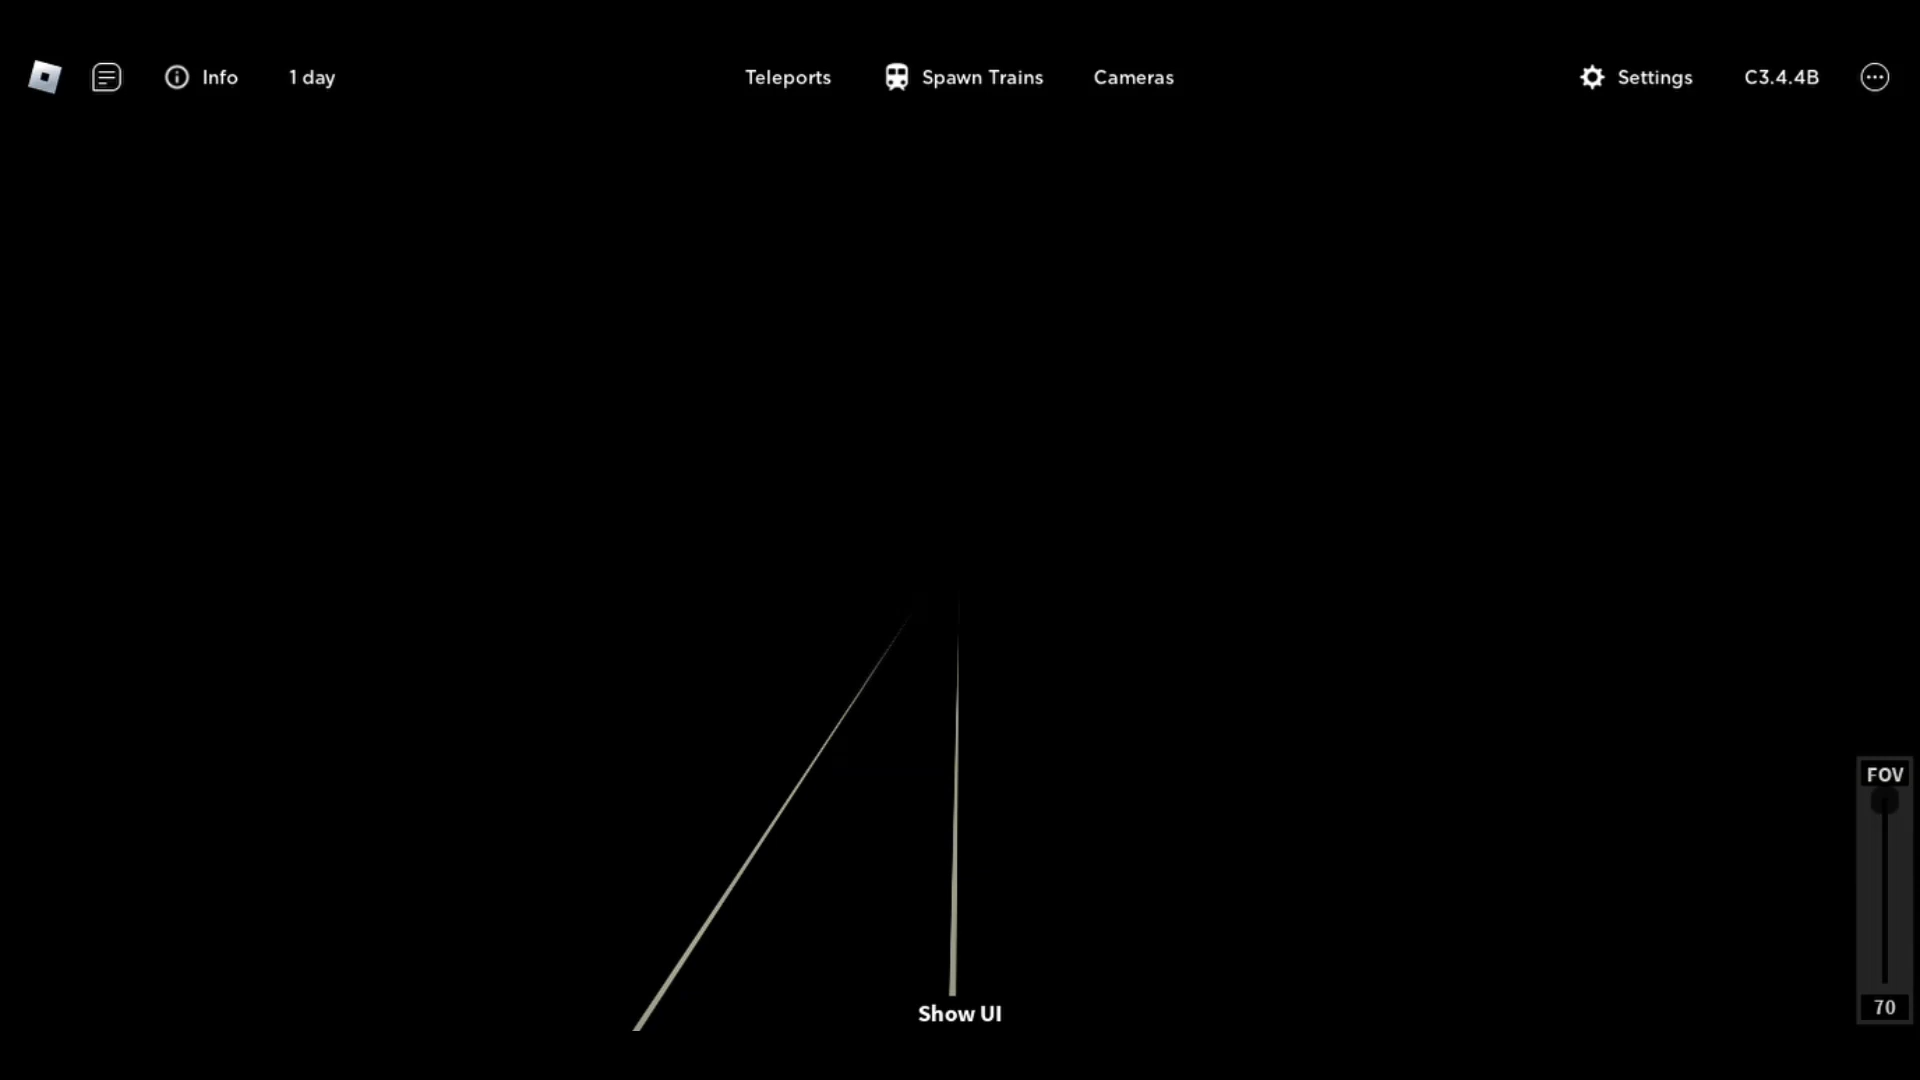 Info
1 day
Teleports
Spawn Trains
Cameras
Settings
C3.4.4B
FOV
70
Show UI